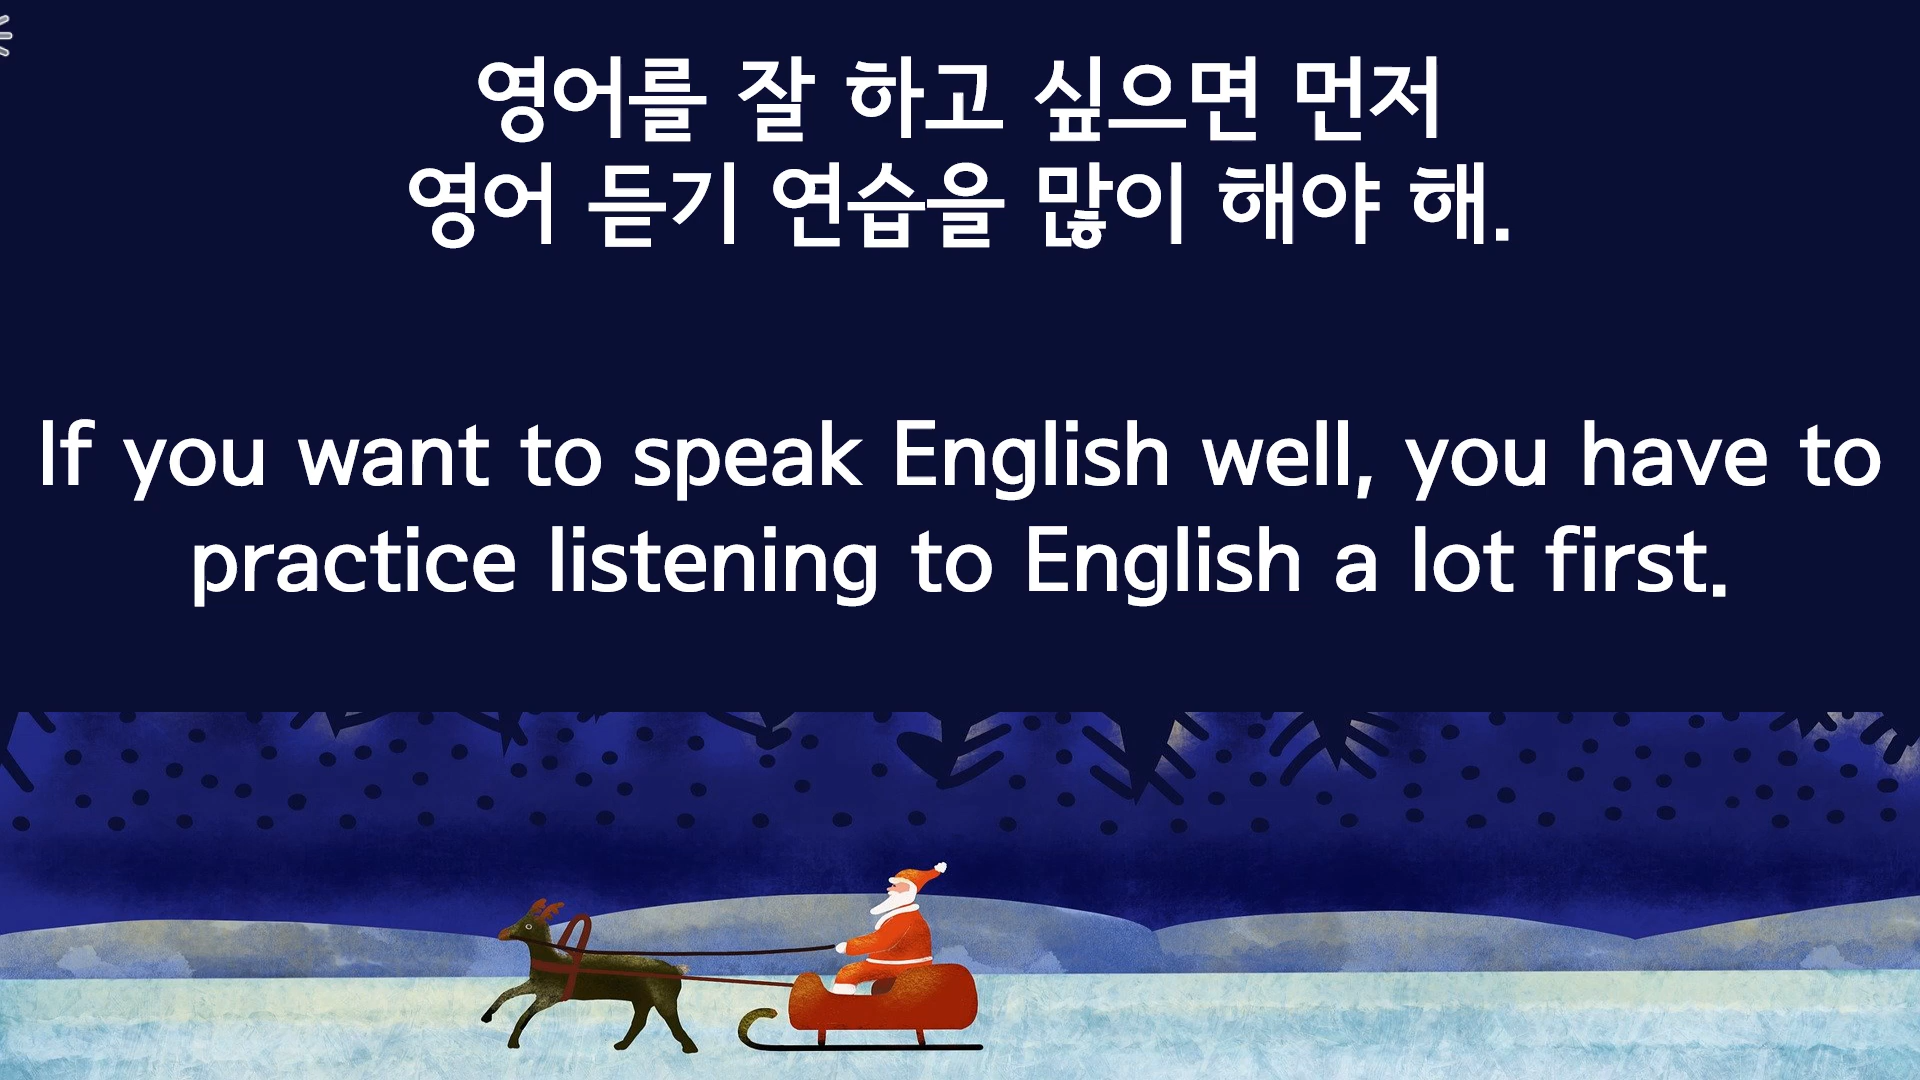 영어를 잘 하고 싶으면 먼저
영어 듣기 연습을 많이 해야 해.
If you want to speak English well, you have to
practice listening to English a lot first.